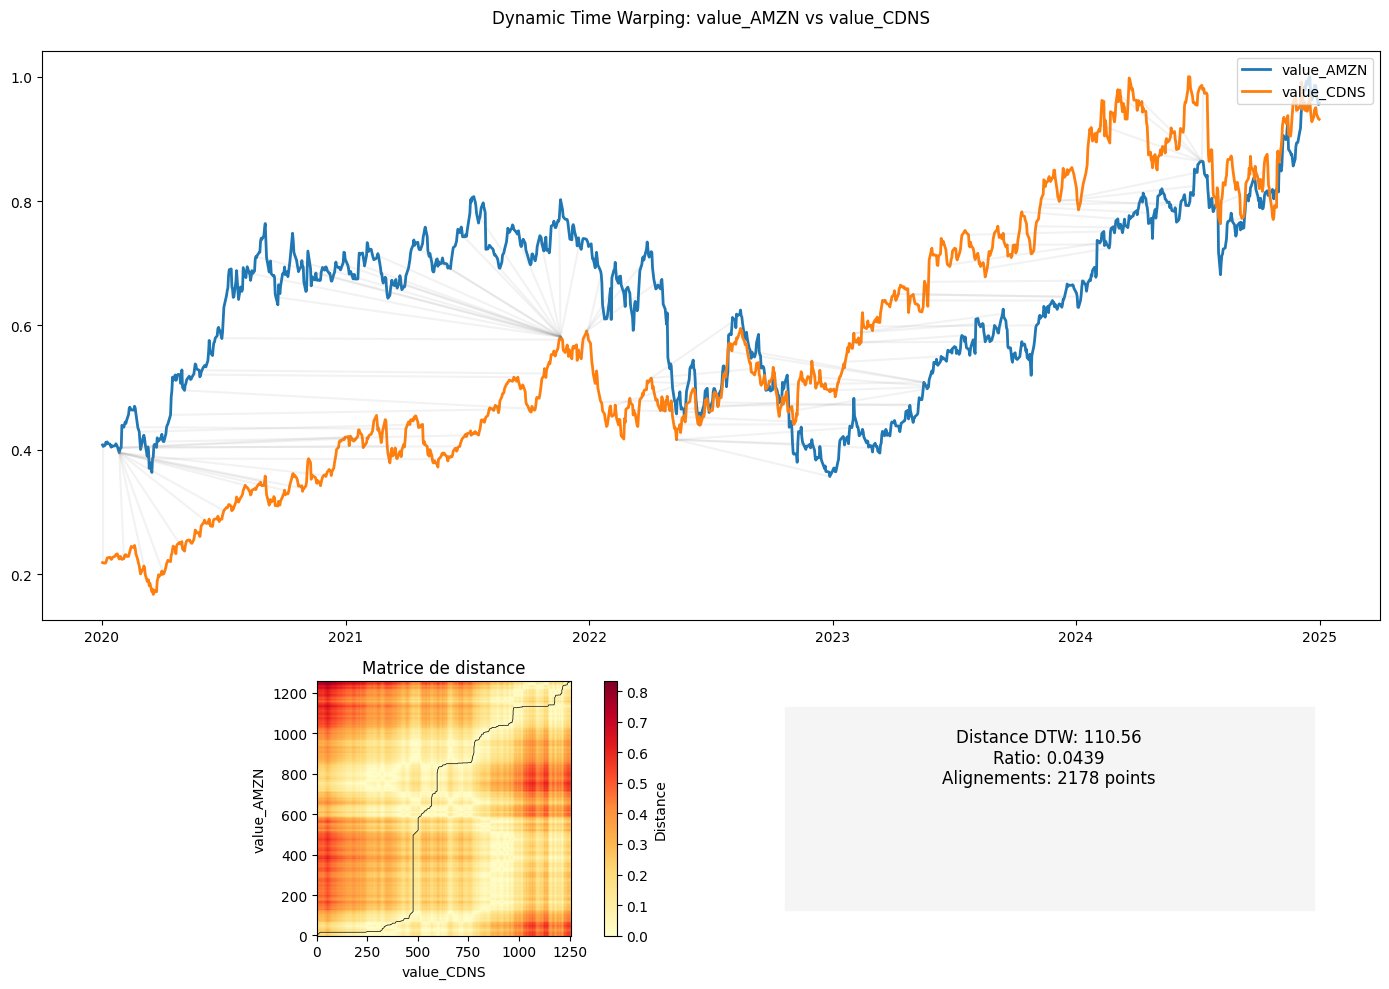 Dynamic Time Warping: value_AMZN vs value_CDNS
value_AMZN
value_CDNS
1.0
0.8
0.6
0.4
0.2
2020 2021 2022 2023 2024 2025
Matrice de distance
value_AMZN
1200
1000
800
600
400
200
0
0 250 500 750 1000 1250
value_CDNS
0.8
0.7
0.6
0.5
0.4
0.3
0.2
0.1
0.0
Distance
Distance DTW: 110.56
Ratio: 0.0439
Alignements: 2178 points